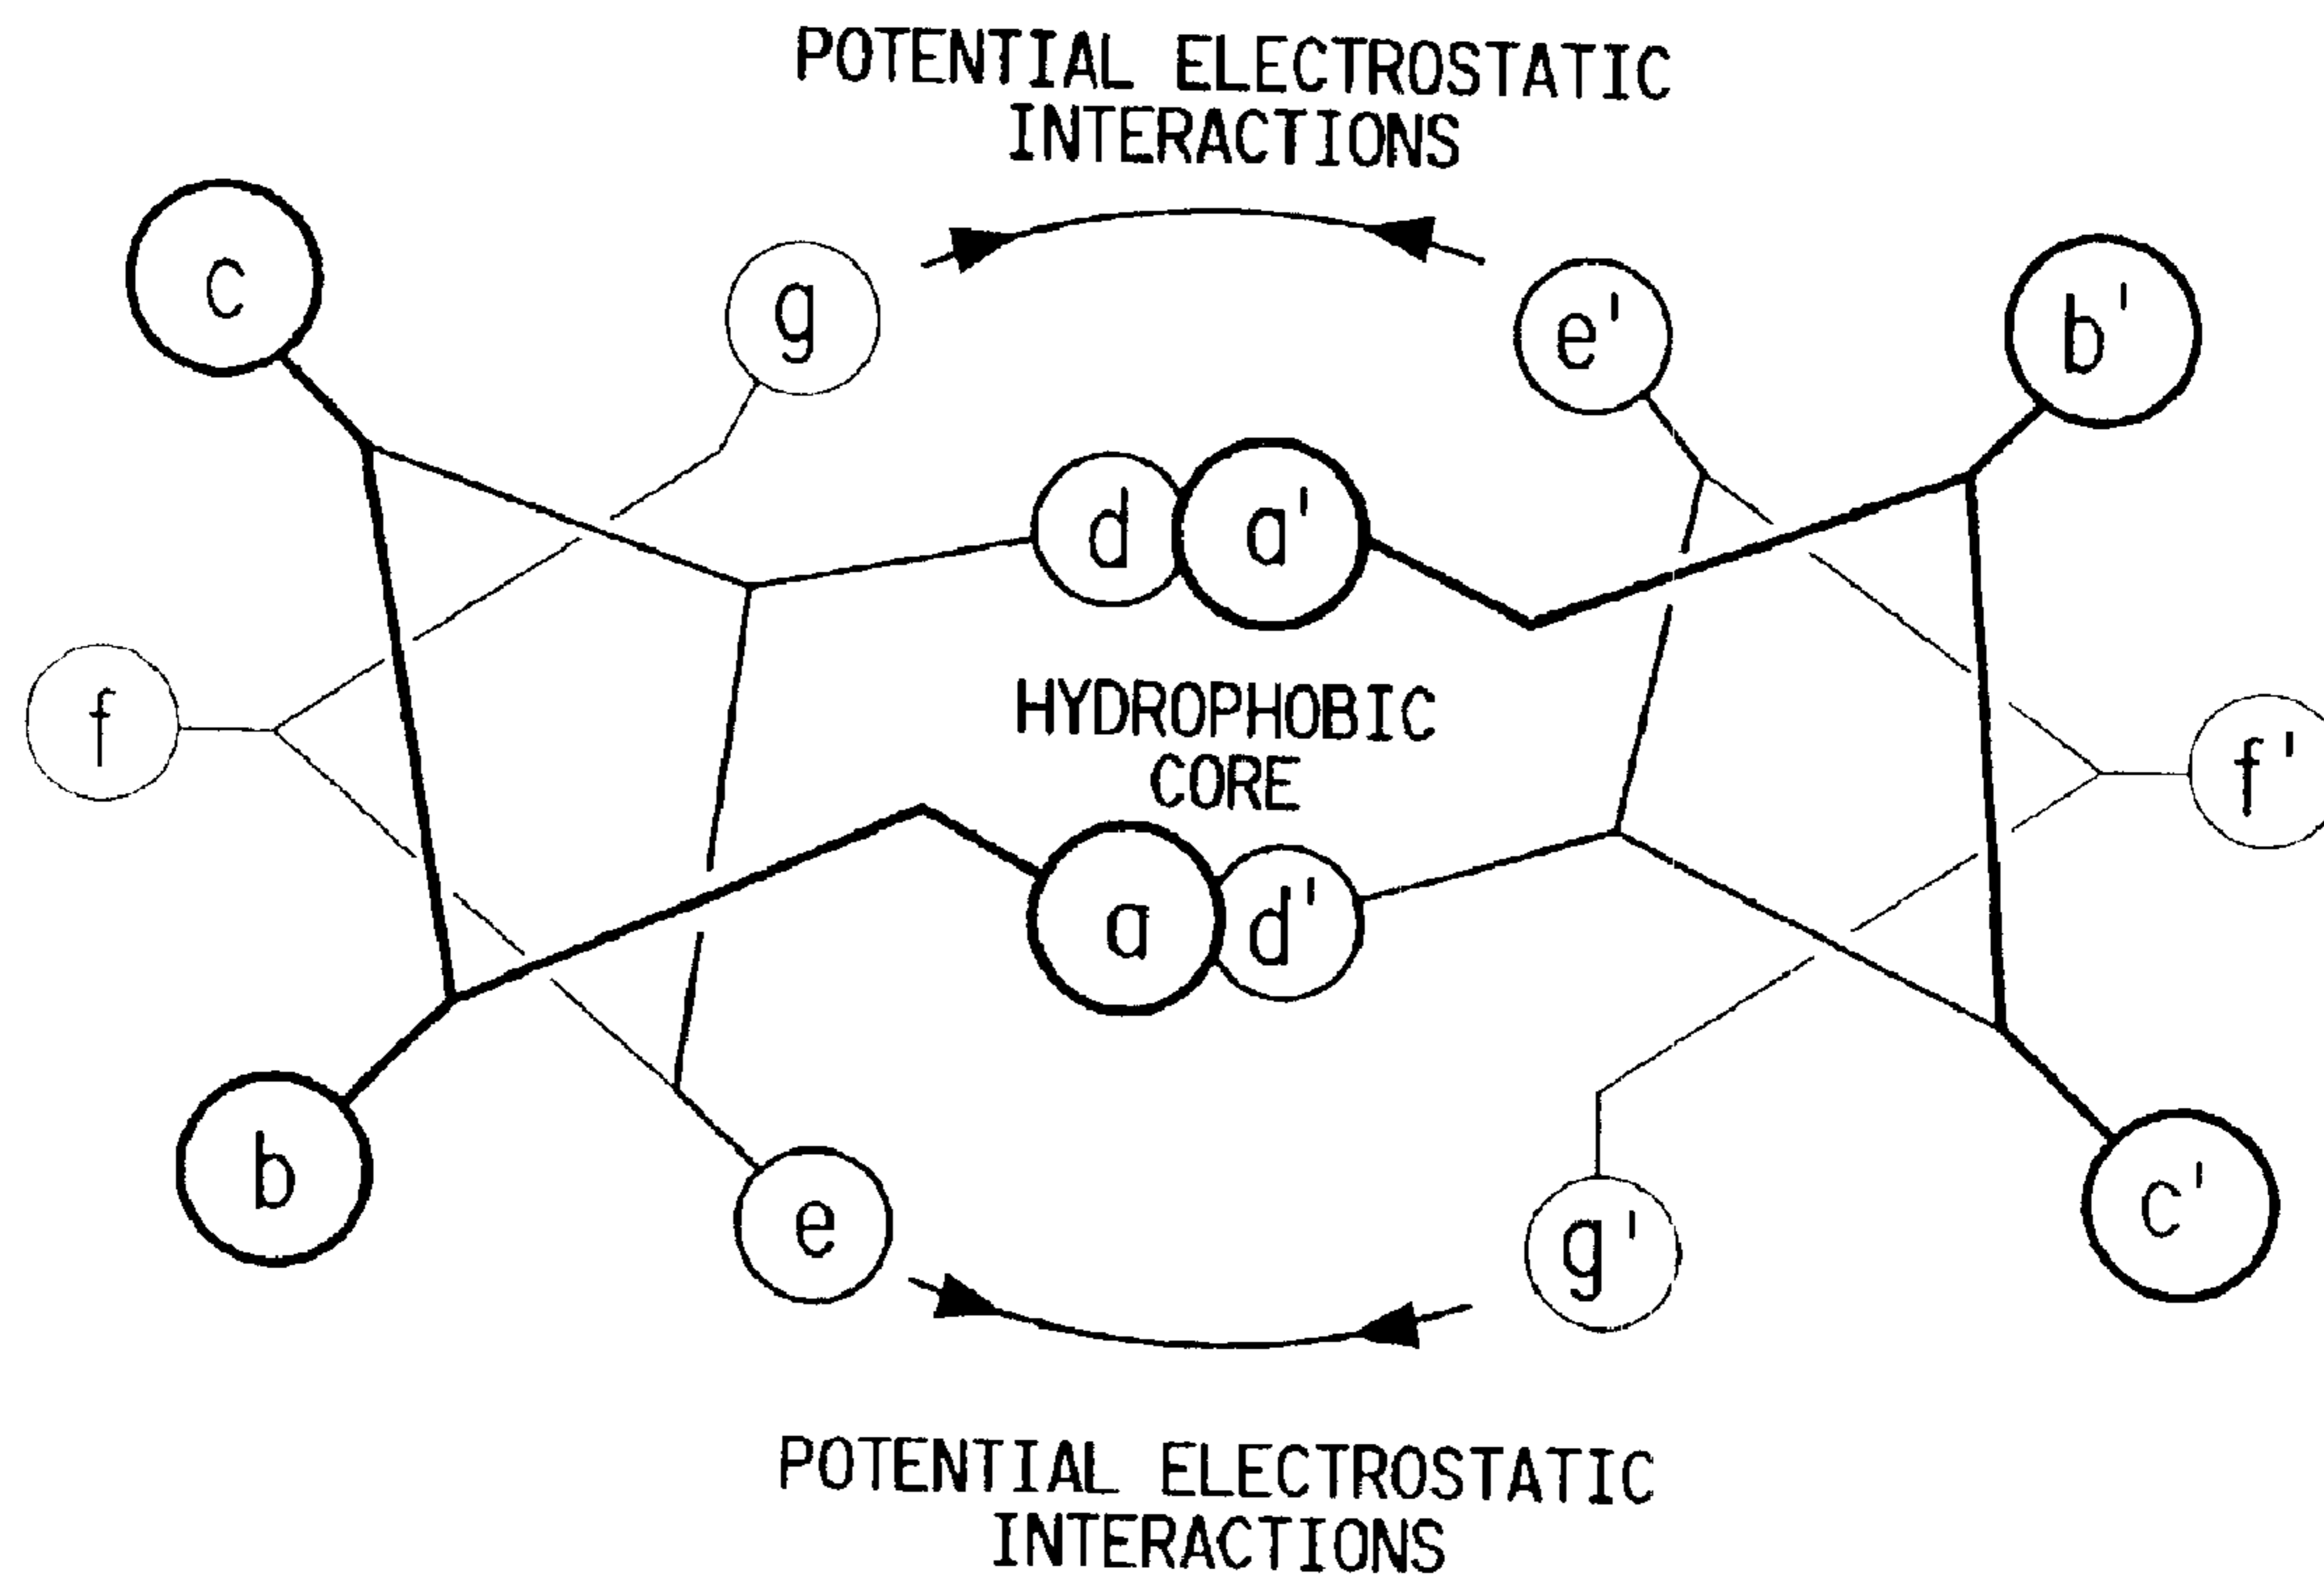 POTENTIAL ELECTROSTATIC
INTERACTIONS
c
g
e'
b'
d
a'
HYDROPHOBIC
CORE
f
f'
a
d'
b
e
g'
c'
POTENTIAL ELECTROSTATIC
INTERACTIONS